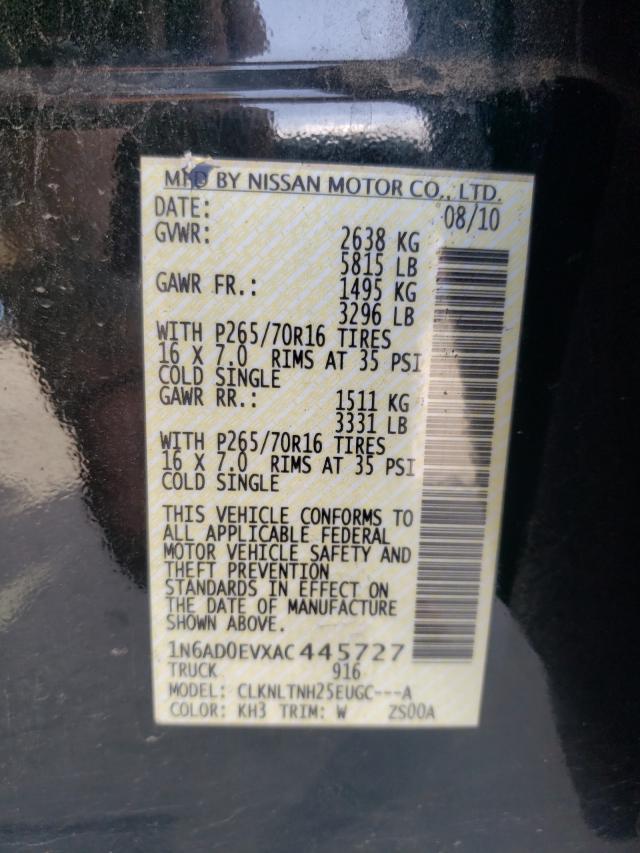 MFD BY NISSAN MOTOR CO., LTD.
DATE: 08/10
GVWR: 2638 KG
5815 LB
GAWR FR.: 1495 KG
3296 LB
WITH P265/70R16 TIRES
16 X 7.0 RIMS AT 35 PSI
COLD SINGLE
GAWR RR.: 1511 KG
3331 LB
WITH P265/70R16 TIRES
16 X 7.0 RIMS AT 35 PSI
COLD SINGLE
THIS VEHICLE CONFORMS TO
ALL APPLICABLE FEDERAL
MOTOR VEHICLE SAFETY AND
THEFT PREVENTION
STANDARDS IN EFFECT ON
THE DATE OF MANUFACTURE
SHOWN ABOVE.
1N6AD0EVXAC445727
TRUCK 916
MODEL: CLKNLTNH25EUGC---A
COLOR: KH3 TRIM: W ZS00A